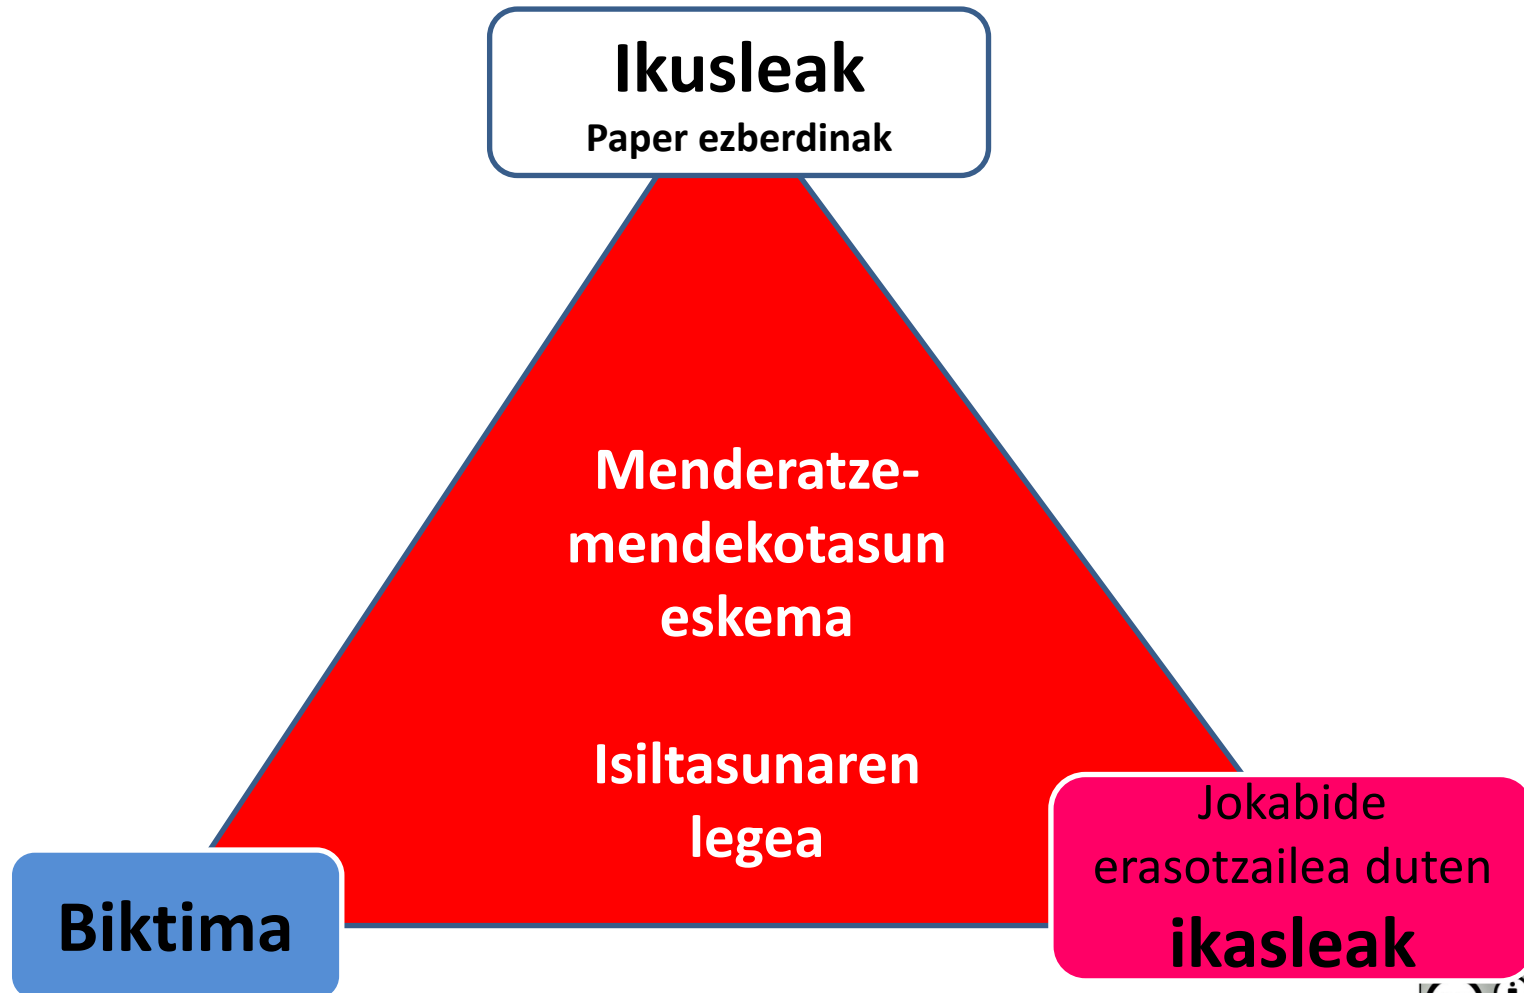 Ikusleak
Paper ezberdinak
Menderatze-
mendekotasun
eskema
Isiltasunaren
legea
Jokabide
erasotzailea duten
ikasleak
Biktima